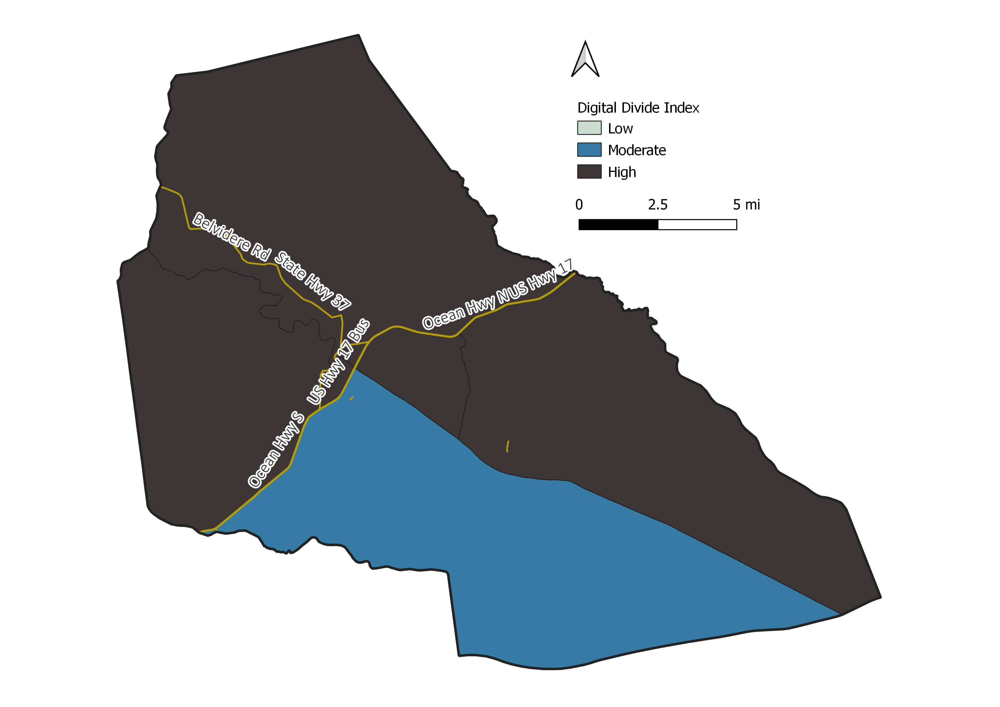 Digital Divide Index
Low
Moderate
High
0 2.5 5 mi
Belvidere Rd State Hwy 37
Ocean Hwy N US Hwy 17
US Hwy 17 Bus
Ocean Hwy S